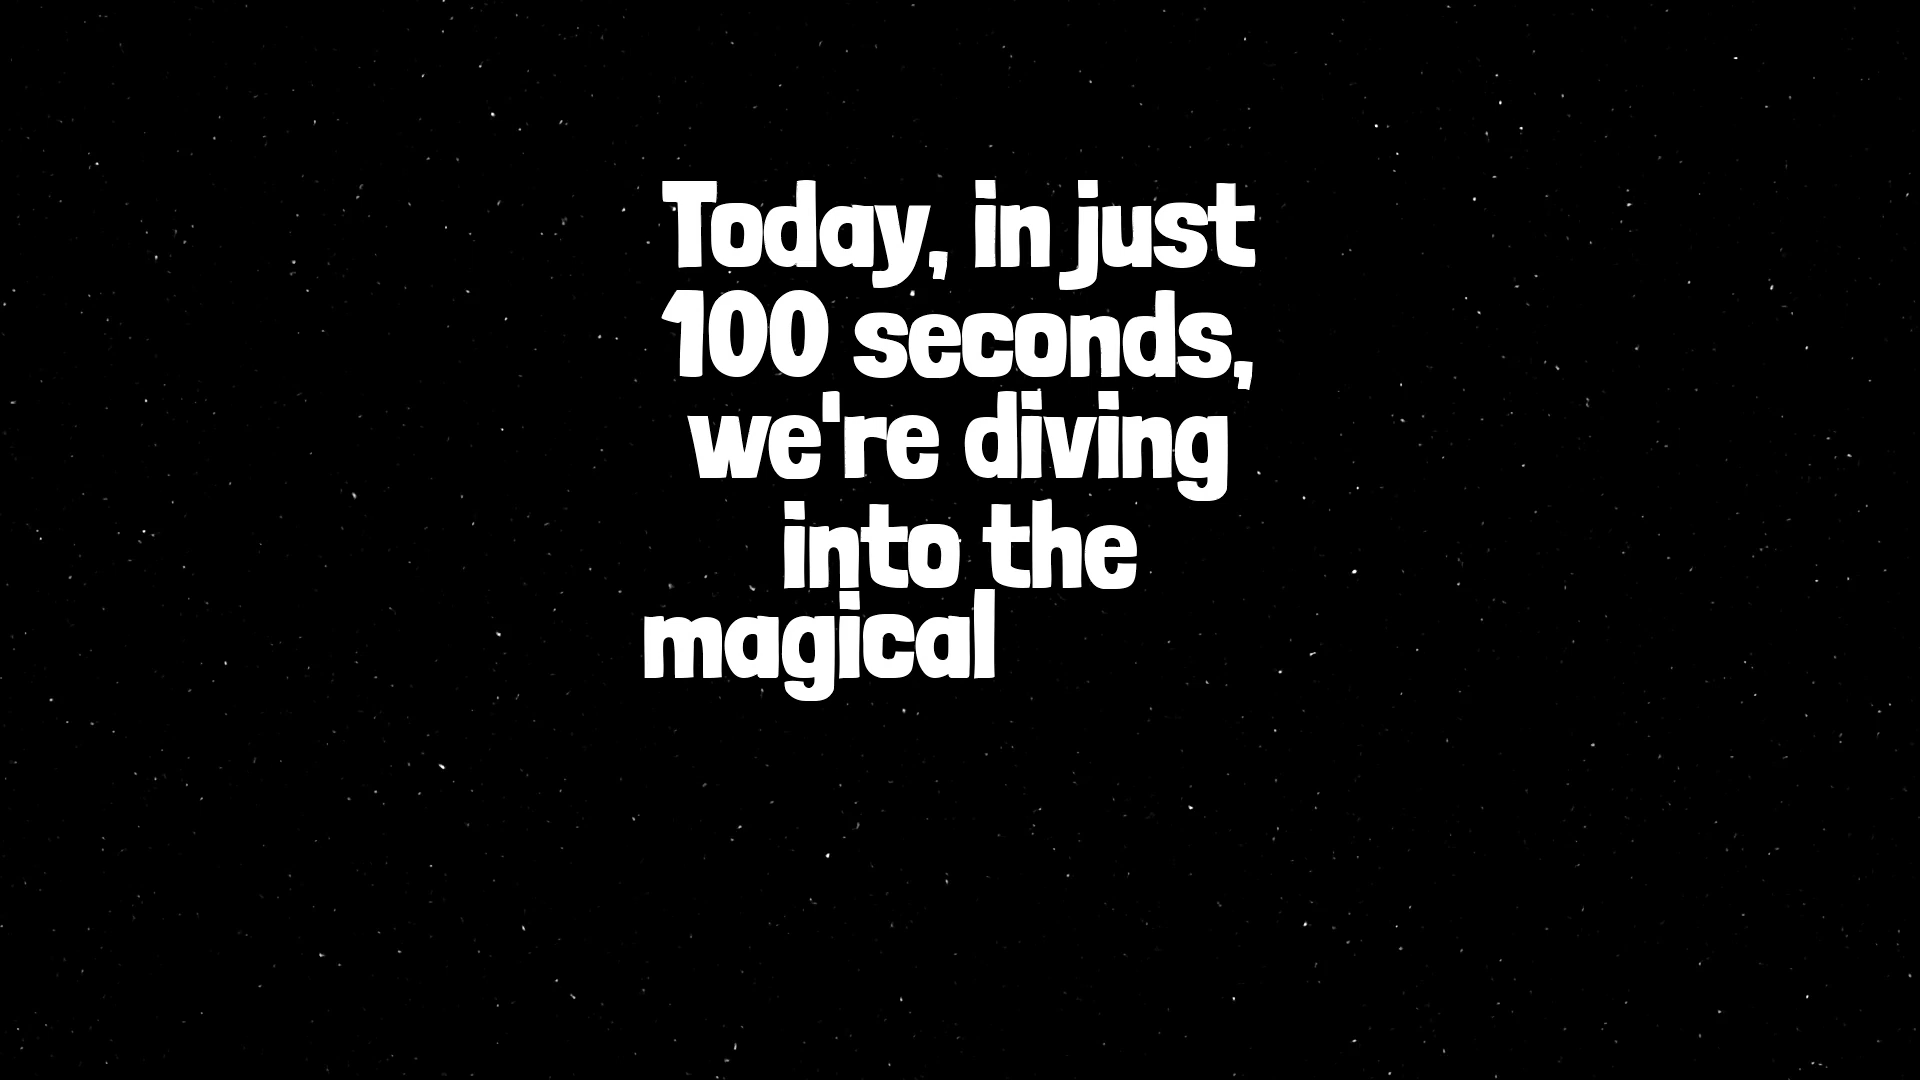 Today, in just
100 seconds,
we're diving
into the
magical